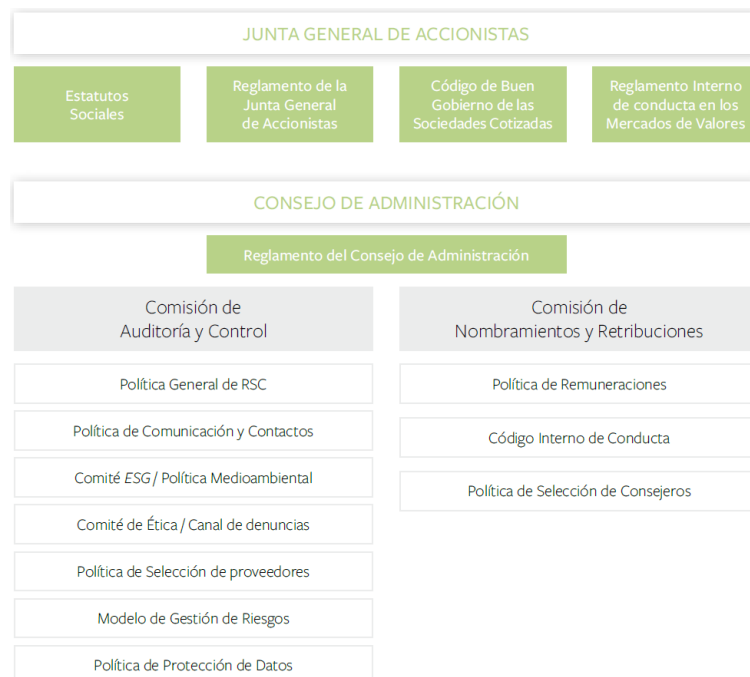 JUNTA GENERAL DE ACCIONISTAS
Estatutos
Sociales
Reglamento de la
Junta General
de Accionistas
Código de Buen
Gobierno de las
Sociedades Cotizadas
Reglamento Interno
de conducta en los
Mercados de Valores
CONSEJO DE ADMINISTRACIÓN
Reglamento del Consejo de Administración
Comisión de
Auditoría y Control
Política General de RSC
Política de Comunicación y Contactos
Comité ESG / Política Medioambiental
Comité de Ética / Canal de denuncias
Política de Selección de proveedores
Modelo de Gestión de Riesgos
Política de Protección de Datos
Comisión de
Nombramientos y Retribuciones
Política de Remuneraciones
Código Interno de Conducta
Política de Selección de Consejeros